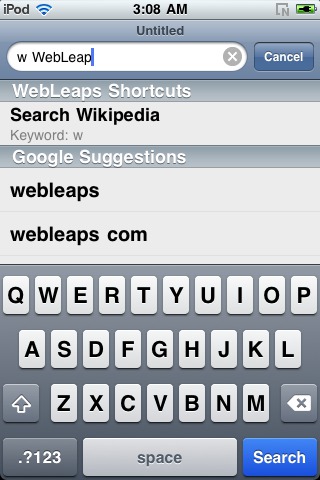 iPod 3:08 AM
Untitled
w WebLeap Cancel
WebLeaps Shortcuts
Search Wikipedia
Keyword: w
Google Suggestions
webleaps
webleaps com
Q W E R T Y U I O P
A S D F G H J K L
Z X C V B N M
.?123 space Search